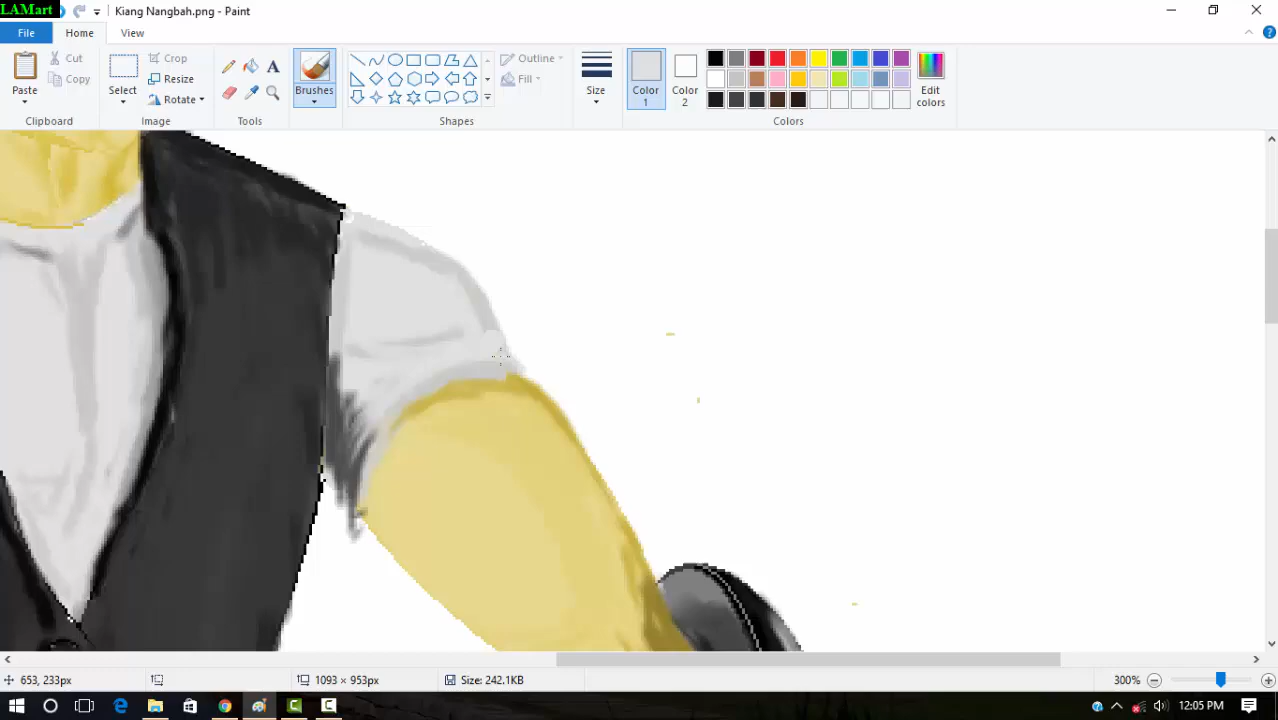 LAMart
Kiang Nangbah.png - Paint
File
Home
View
Paste
Cut
Copy
Clipboard
Select
Crop
Resize
Rotate
Image
A
Tools
Brushes
Outline
Fill
Shapes
Size
Color
1
Color
2
Edit
colors
Colors
653, 233px
1093 × 953px
Size: 242.1KB
300%
12:05 PM